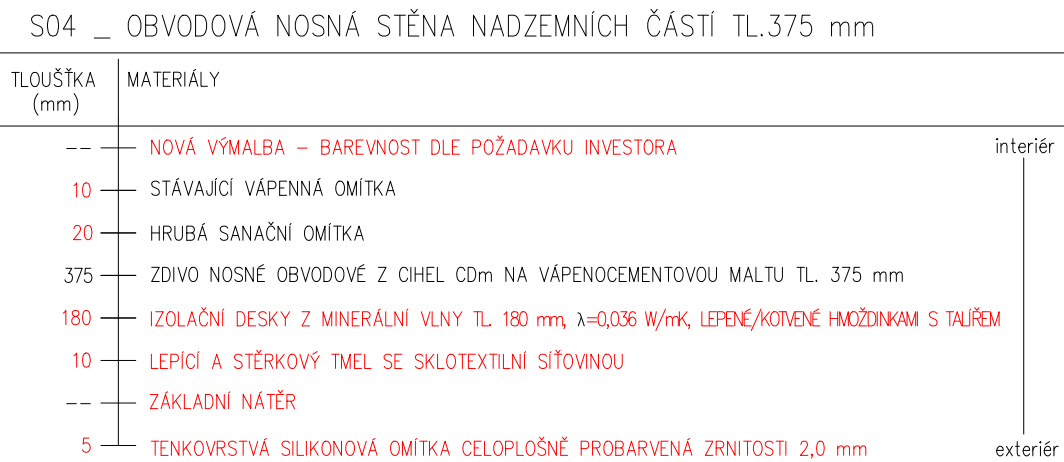 S04 _ OBVODOVÁ NOSNÁ STĚNA NADZEMNÍCH ČÁSTÍ TL.375 mm
TLOUŠŤKA (mm) MATERIÁLY
-- NOVÁ VÝMALBA – BAREVNOST DLE POŽADAVKU INVESTORA interiér
10 STÁVAJÍCÍ VÁPENNÁ OMÍTKA
20 HRUBÁ SANAČNÍ OMÍTKA
375 ZDIVO NOSNÉ OBVODOVÉ Z CIHEL CDm NA VÁPENOCEMENTOVOU MALTU TL. 375 mm
180 IZOLAČNÍ DESKY Z MINERÁLNÍ VLNY TL. 180 mm, λ=0,036 W/mK, LEPENÉ/KOTVENÉ HMOŽDINKAMI S TALÍŘEM
10 LEPÍCÍ A STĚRKOVÝ TMEL SE SKLOTEXTILNÍ SÍŤOVINOU
-- ZÁKLADNÍ NÁTĚR
5 TENKOVRSTVÁ SILIKONOVÁ OMÍTKA CELOPLOŠNĚ PROBARVENÁ ZRNITOSTI 2,0 mm exteriér